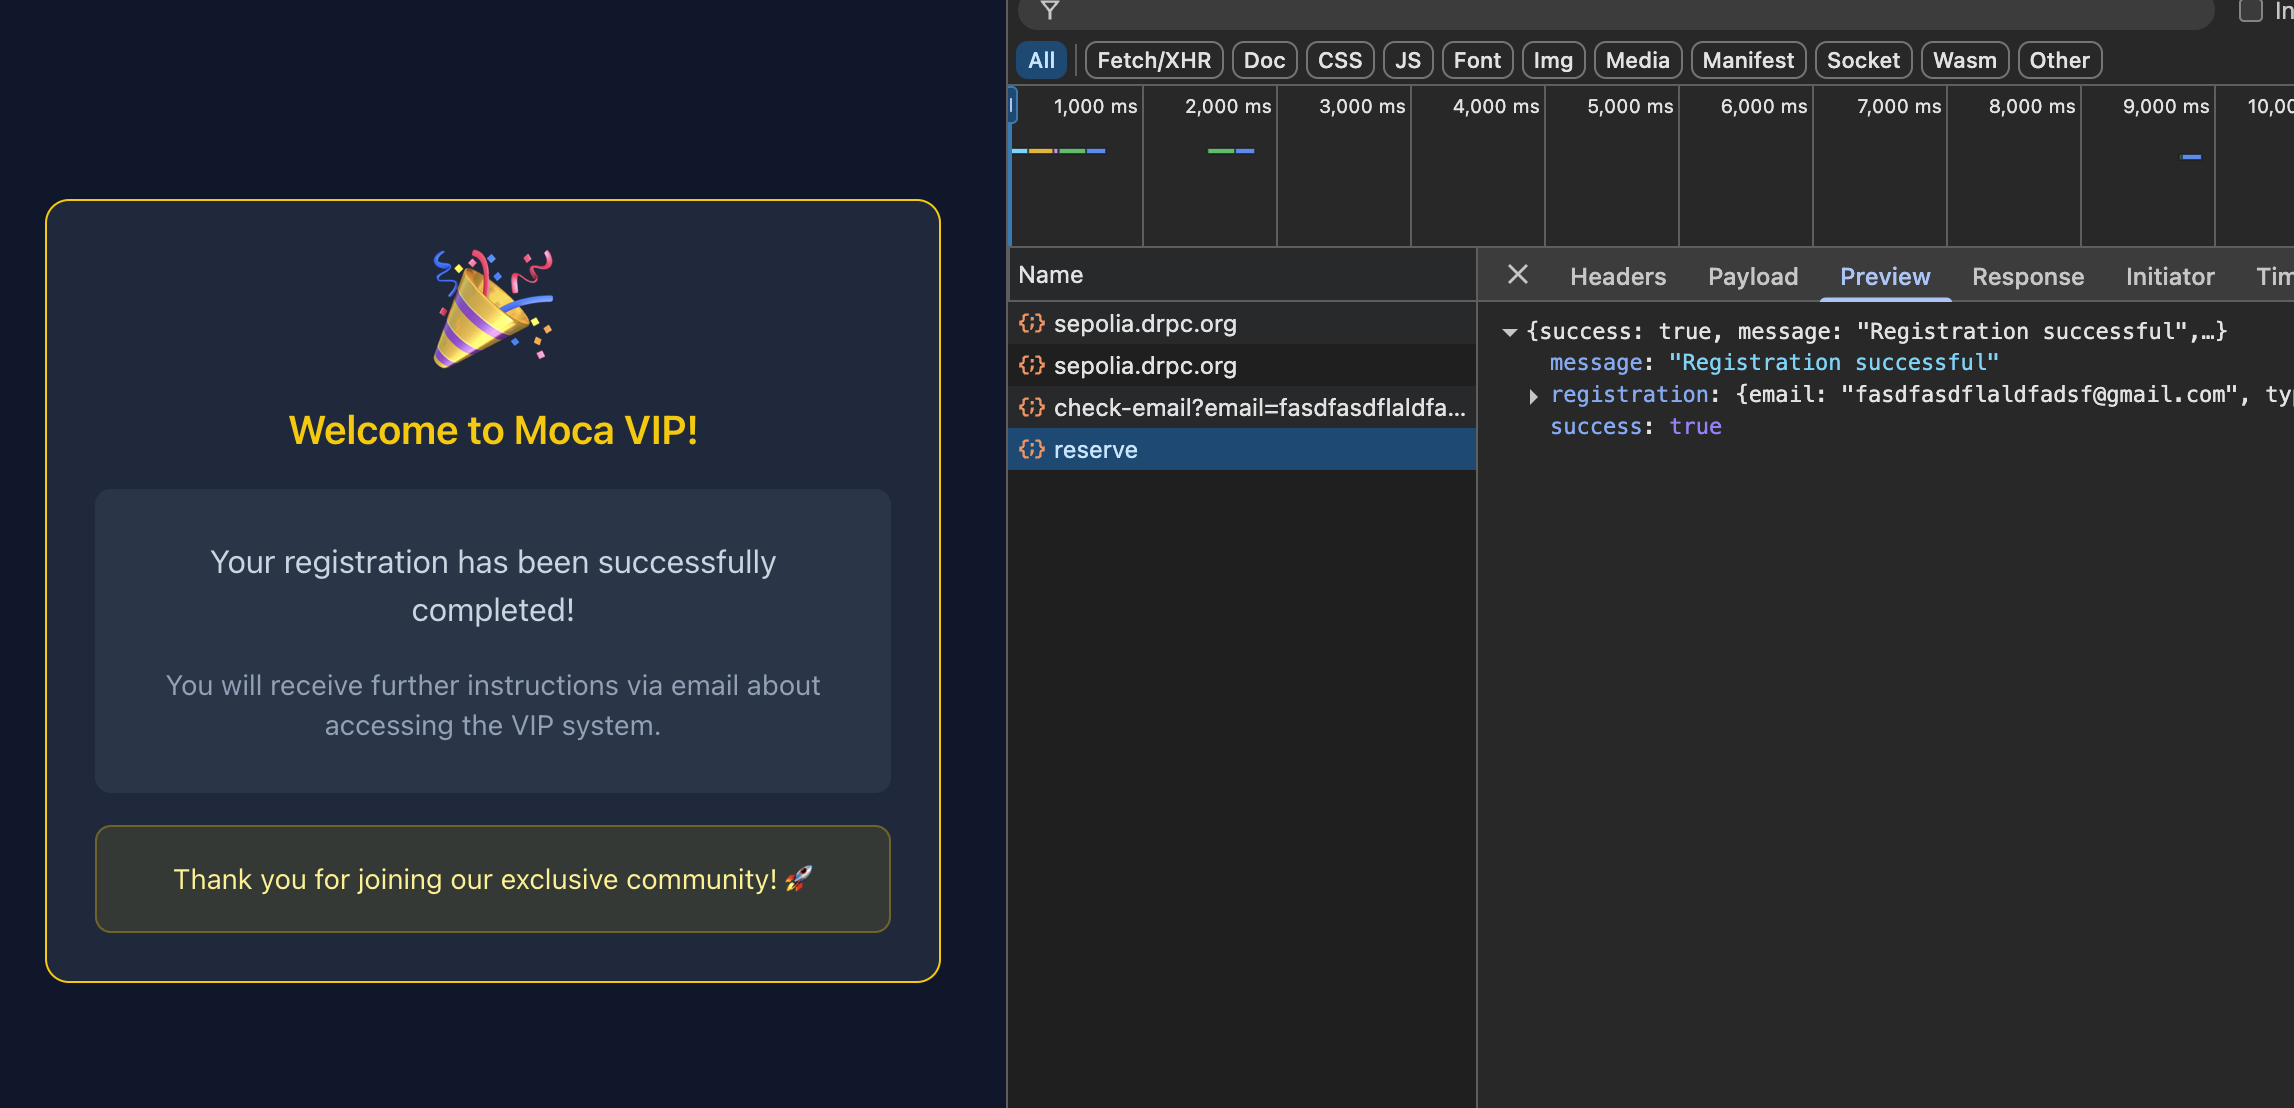 Welcome to Moca VIP!
Your registration has been successfully
completed!
You will receive further instructions via email about
accessing the VIP system.
Thank you for joining our exclusive community! 🚀
In
All
Fetch/XHR
Doc
CSS
JS
Font
Img
Media
Manifest
Socket
Wasm
Other
1,000 ms
2,000 ms
3,000 ms
4,000 ms
5,000 ms
6,000 ms
7,000 ms
8,000 ms
9,000 ms
10,00
Name
sepolia.drpc.org
sepolia.drpc.org
check-email?email=fasdfasdflaldfa...
reserve
Headers
Payload
Preview
Response
Initiator
Tim
{success: true, message: "Registration successful",…}
message: "Registration successful"
registration: {email: "fasdfasdflaldfadsf@gmail.com", typ
success: true